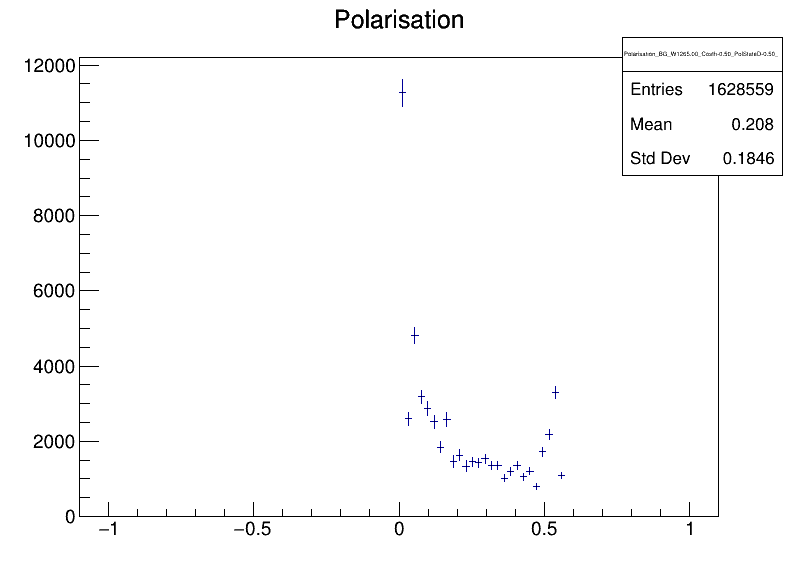 Polarisation
Polarisation_BG_W1265.00_Costh-0.50_PolStateD-0.50_
Entries 1628559
Mean 0.208
Std Dev 0.1846
12000
10000
8000
6000
4000
2000
0
−1 −0.5 0 0.5 1